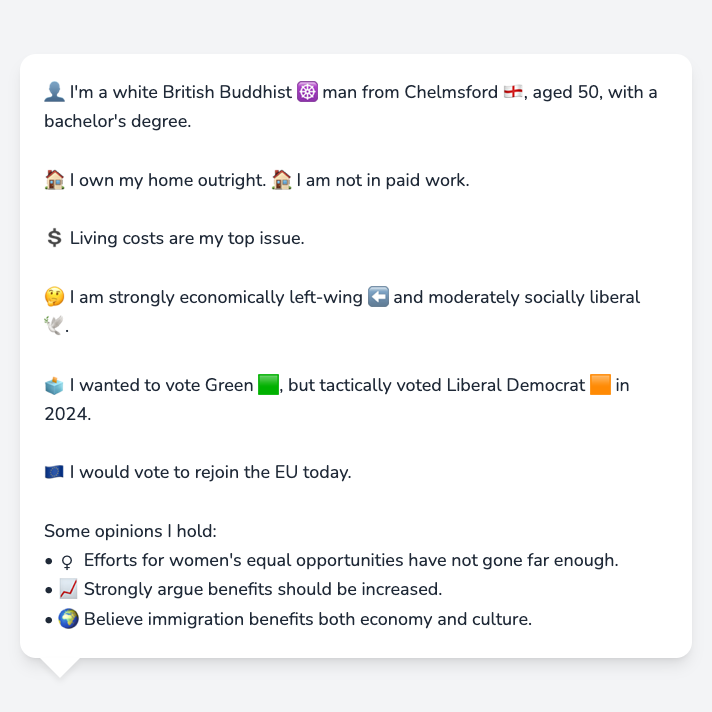 👤 I'm a white British Buddhist ☸️ man from Chelmsford 🏴󠁧󠁢󠁥󠁮󠁧󠁿, aged 50, with a
bachelor's degree.
🏠 I own my home outright. 🏠 I am not in paid work.
💲 Living costs are my top issue.
🤔 I am strongly economically left-wing ⬅️ and moderately socially liberal
🕊️.
🗳️ I wanted to vote Green 🟩, but tactically voted Liberal Democrat 🟧 in
2024.
🇪🇺 I would vote to rejoin the EU today.
Some opinions I hold:
• ♀ Efforts for women's equal opportunities have not gone far enough.
• 📈 Strongly argue benefits should be increased.
• 🌍 Believe immigration benefits both economy and culture.